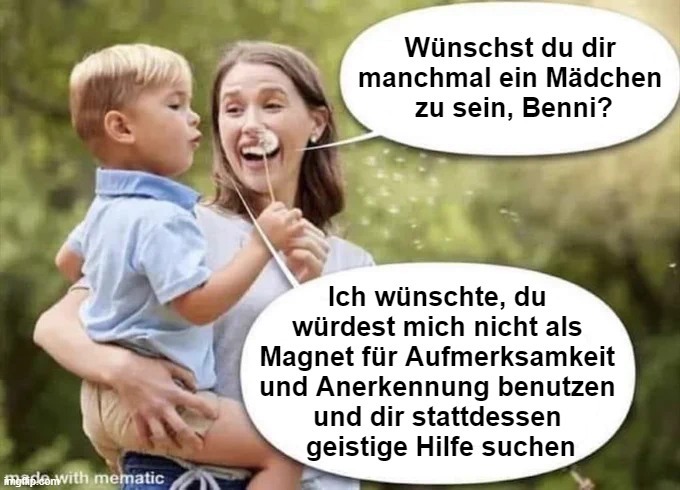 Wünschst du dir
manchmal ein Mädchen
zu sein, Benni?
Ich wünschte, du
würdest mich nicht als
Magnet für Aufmerksamkeit
und Anerkennung benutzen
und dir stattdessen
geistige Hilfe suchen
made with mematic
imgflip.com